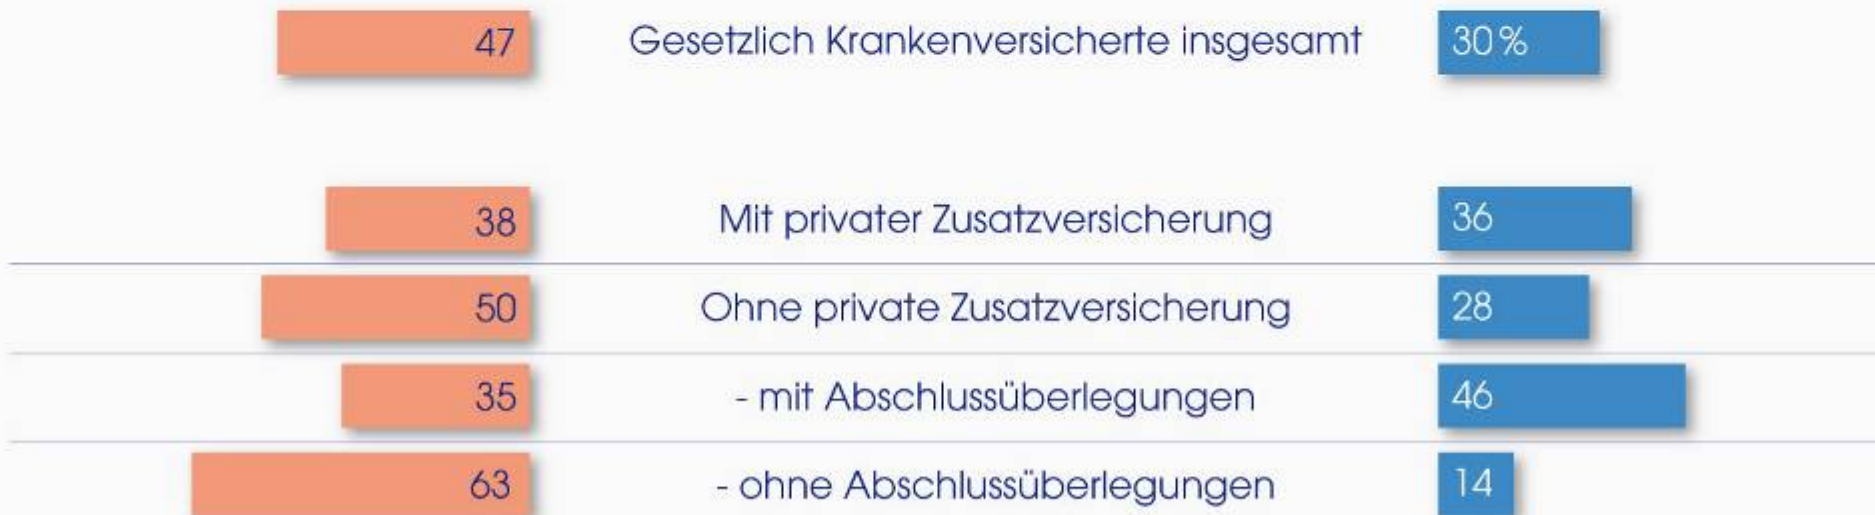 47 Gesetzlich Krankenversicherte insgesamt 30%
38 Mit privater Zusatzversicherung 36
50 Ohne private Zusatzversicherung 28
35 - mit Abschlussüberlegungen 46
63 - ohne Abschlussüberlegungen 14